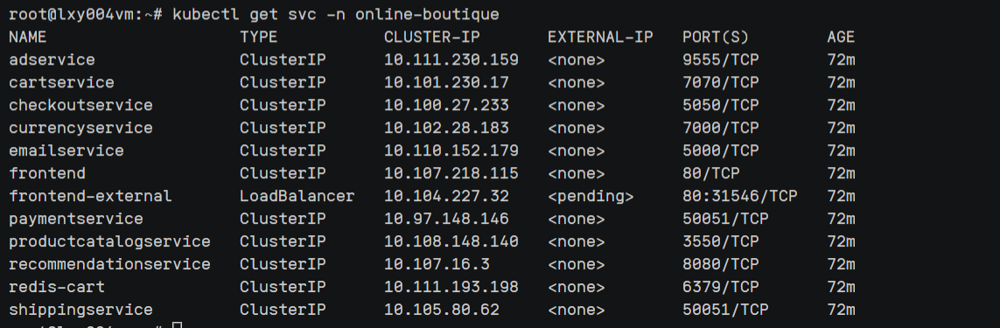 root@lxy004vm:~# kubectl get svc -n online-boutique
NAME TYPE CLUSTER-IP EXTERNAL-IP PORT(S) AGE
adservice ClusterIP 10.111.230.159 <none> 9555/TCP 72m
cartservice ClusterIP 10.101.230.17 <none> 7070/TCP 72m
checkoutservice ClusterIP 10.100.27.233 <none> 5050/TCP 72m
currencyservice ClusterIP 10.102.28.183 <none> 7000/TCP 72m
emailservice ClusterIP 10.110.152.179 <none> 5000/TCP 72m
frontend ClusterIP 10.107.218.115 <none> 80/TCP 72m
frontend-external LoadBalancer 10.104.227.32 <pending> 80:31546/TCP 72m
paymentservice ClusterIP 10.97.148.146 <none> 50051/TCP 72m
productcatalogservice ClusterIP 10.108.148.140 <none> 3550/TCP 72m
recommendationservice ClusterIP 10.107.16.3 <none> 8080/TCP 72m
redis-cart ClusterIP 10.111.193.198 <none> 6379/TCP 72m
shippingservice ClusterIP 10.105.80.62 <none> 50051/TCP 72m